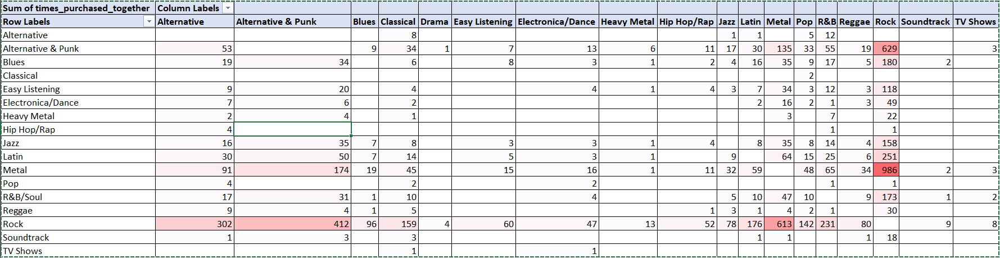 Sum of times_purchased_together Column Labels
Row Labels Alternative Alternative & Punk Blues Classical Drama Easy Listening Electronica/Dance Heavy Metal Hip Hop/Rap Jazz Latin Metal Pop R&B Reggae Rock Soundtrack TV Shows
Alternative 8 1 1 5 12
Alternative & Punk 53 9 34 1 7 13 6 11 17 30 135 33 55 19 629 3
Blues 19 34 6 8 3 1 2 4 16 35 9 17 5 180 2
Classical 2
Easy Listening 9 20 4 4 1 4 3 7 34 3 12 3 118
Electronica/Dance 7 6 2 2 16 2 1 3 49
Heavy Metal 2 4 1 3 7 22
Hip Hop/Rap 4 1 1
Jazz 16 35 7 8 3 3 1 4 8 35 8 14 4 158
Latin 30 50 7 14 5 3 1 9 64 15 25 6 251
Metal 91 174 19 45 15 16 1 11 32 59 48 65 34 986 2 3
Pop 4 2 2 1 1
R&B/Soul 17 31 1 10 4 5 10 47 10 9 173 1 2
Reggae 9 4 1 5 1 3 1 4 2 1 30
Rock 302 412 96 159 4 60 47 13 52 78 176 613 142 231 80 9 8
Soundtrack 1 3 3 1 1 1 18
TV Shows 1 1